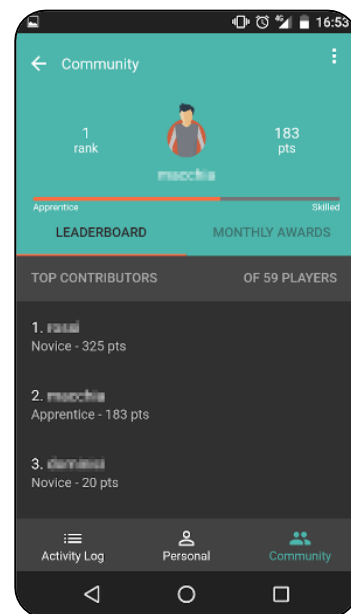 4G
16:53
Community
1
rank
183
pts
Apprentice
Skilled
LEADERBOARD
MONTHLY AWARDS
TOP CONTRIBUTORS
OF 59 PLAYERS
1.
Novice - 325 pts
2.
Apprentice - 183 pts
3.
Novice - 20 pts
Activity Log
Personal
Community